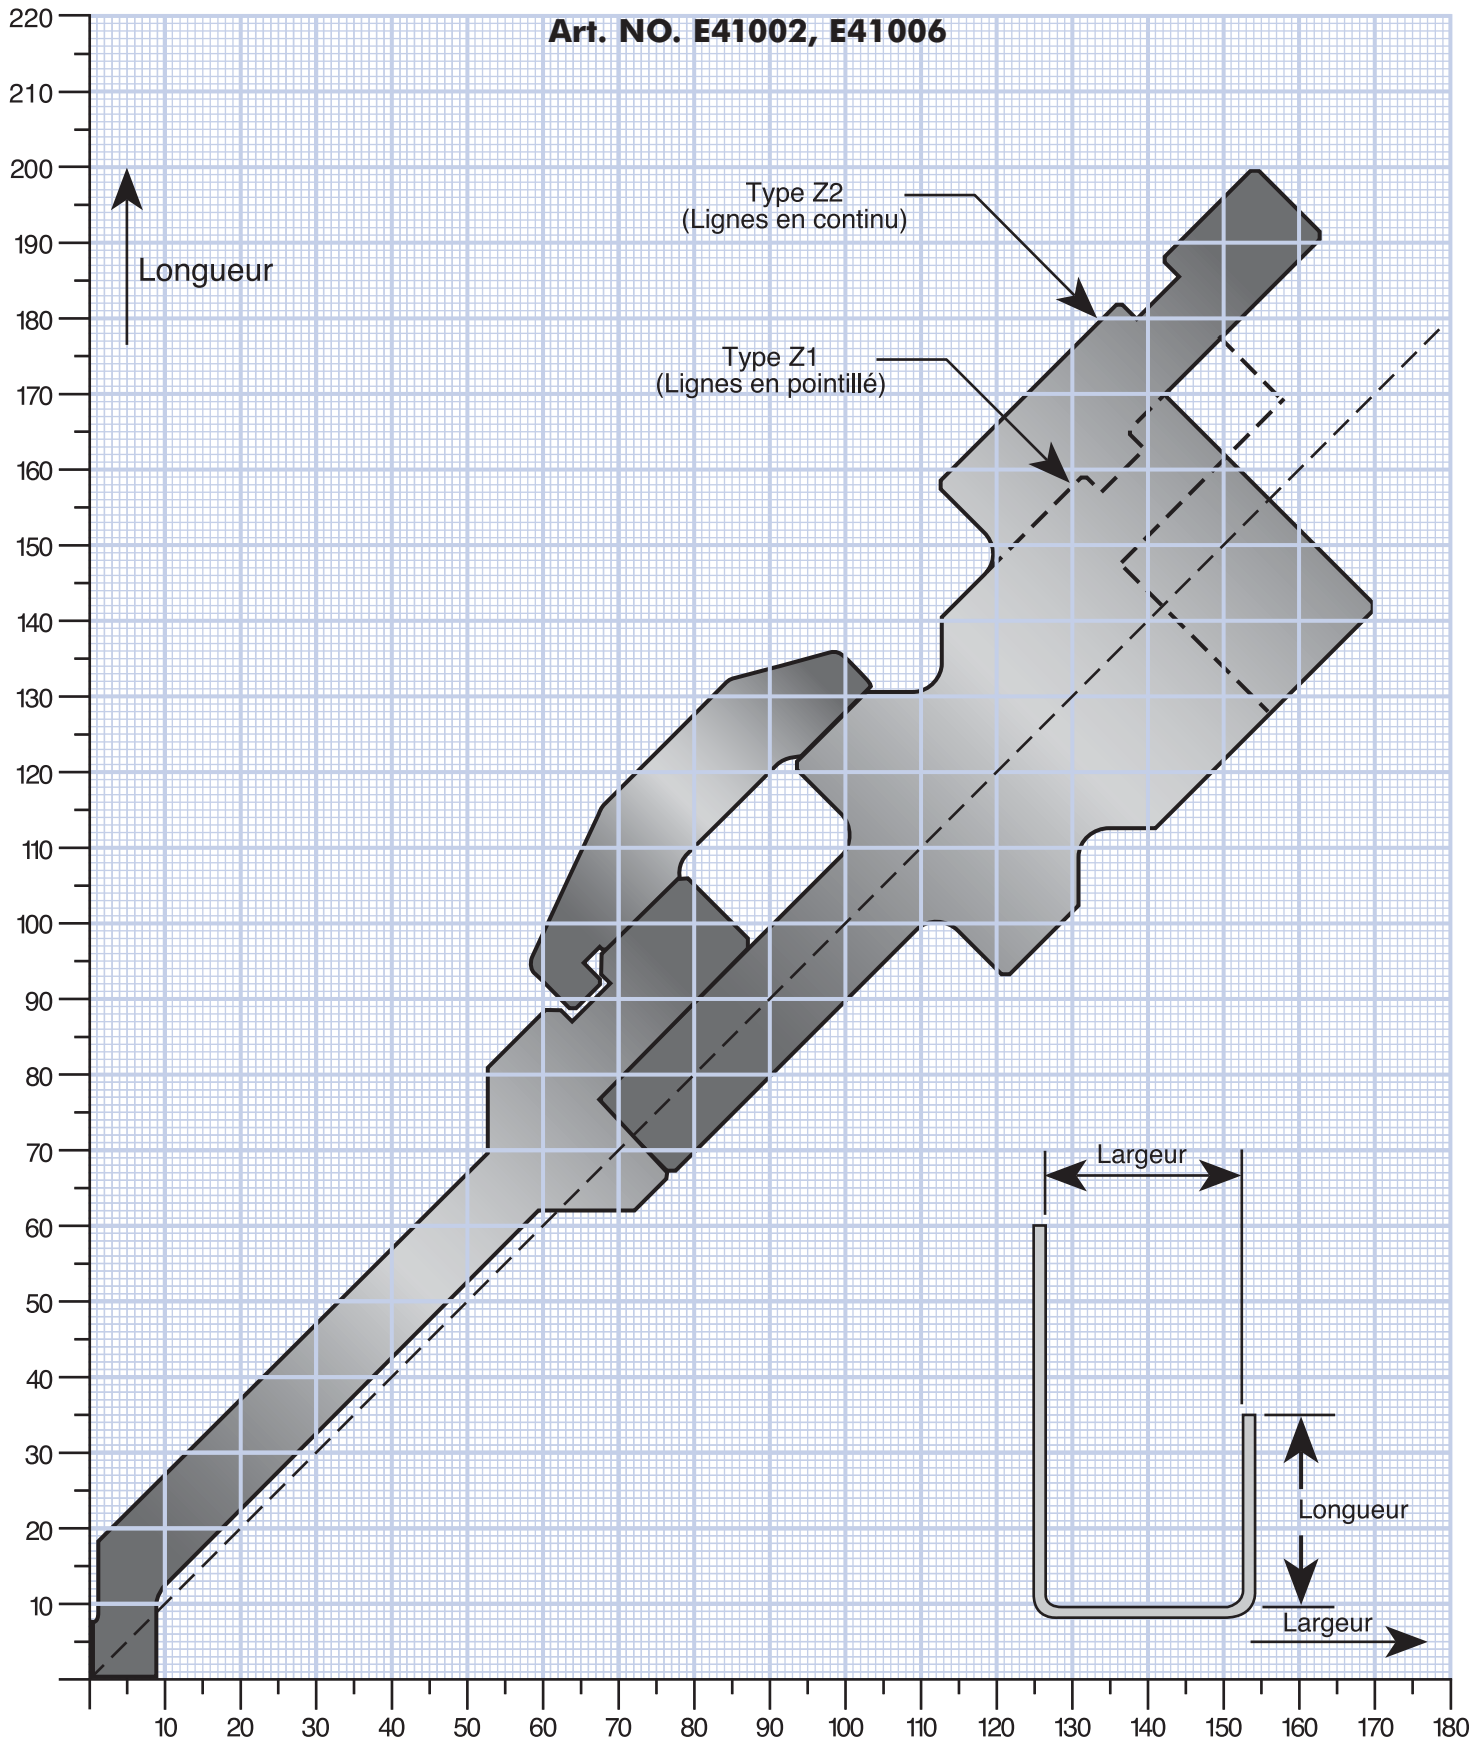 Art. NO. E41002, E41006
220
210
200
190
180
170
160
150
140
130
120
110
100
90
80
70
60
50
40
30
20
10
Longueur
Type Z2
(Lignes en continu)
Type Z1
(Lignes en pointillé)
Largeur
Longueur
Largeur
10 20 30 40 50 60 70 80 90 100 110 120 130 140 150 160 170 180